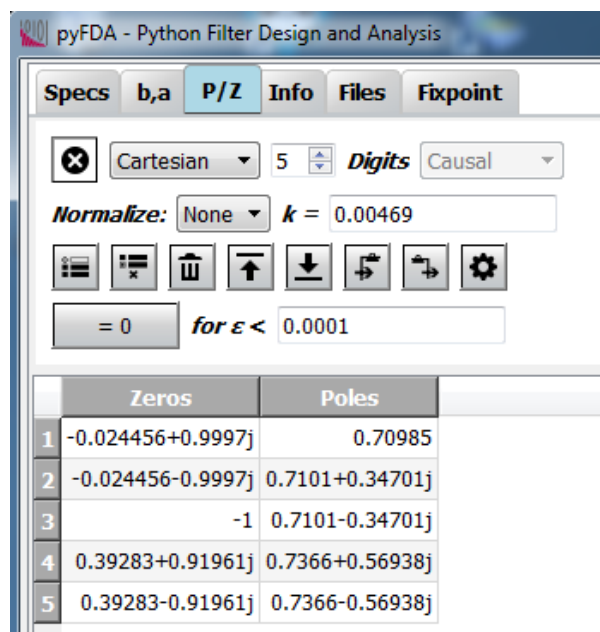 pyFDA - Python Filter Design and Analysis
Specs b,a P/Z Info Files Fixpoint
Cartesian 5 Digits Causal
Normalize: None k = 0.00469
= 0 for ε < 0.0001
Zeros Poles
1 -0.024456+0.9997j 0.70985
2 -0.024456-0.9997j 0.7101+0.34701j
3 -1 0.7101-0.34701j
4 0.39283+0.91961j 0.7366+0.56938j
5 0.39283-0.91961j 0.7366-0.56938j